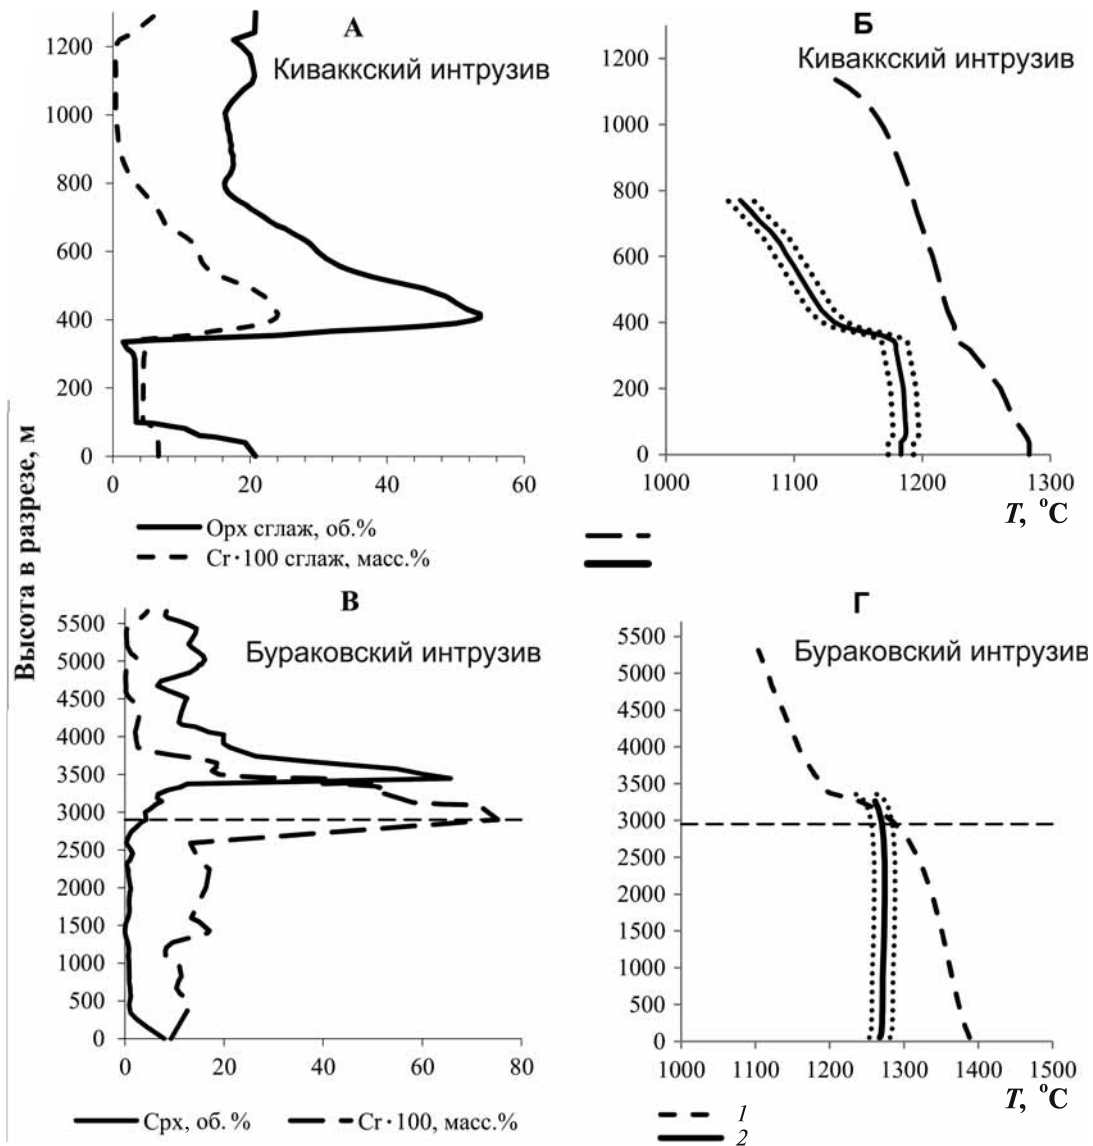 А
Киваккский интрузив
1200
1000
800
600
400
200
0
0 20 40 60
Орх сглаж, об.%
Cr·100 сглаж, масс.%
Б
Киваккский интрузив
1200
1000
800
600
400
200
0
1000 1100 1200 1300
T, °C
Высота в разрезе, м
В
Бураковский интрузив
5500
5000
4500
4000
3500
3000
2500
2000
1500
1000
500
0
0 20 40 60 80
Cpx, об.%
Cr·100, масс.%
Г
Бураковский интрузив
5500
5000
4500
4000
3500
3000
2500
2000
1500
1000
500
0
1000 1100 1200 1300 1400 1500
T, °C
1
2